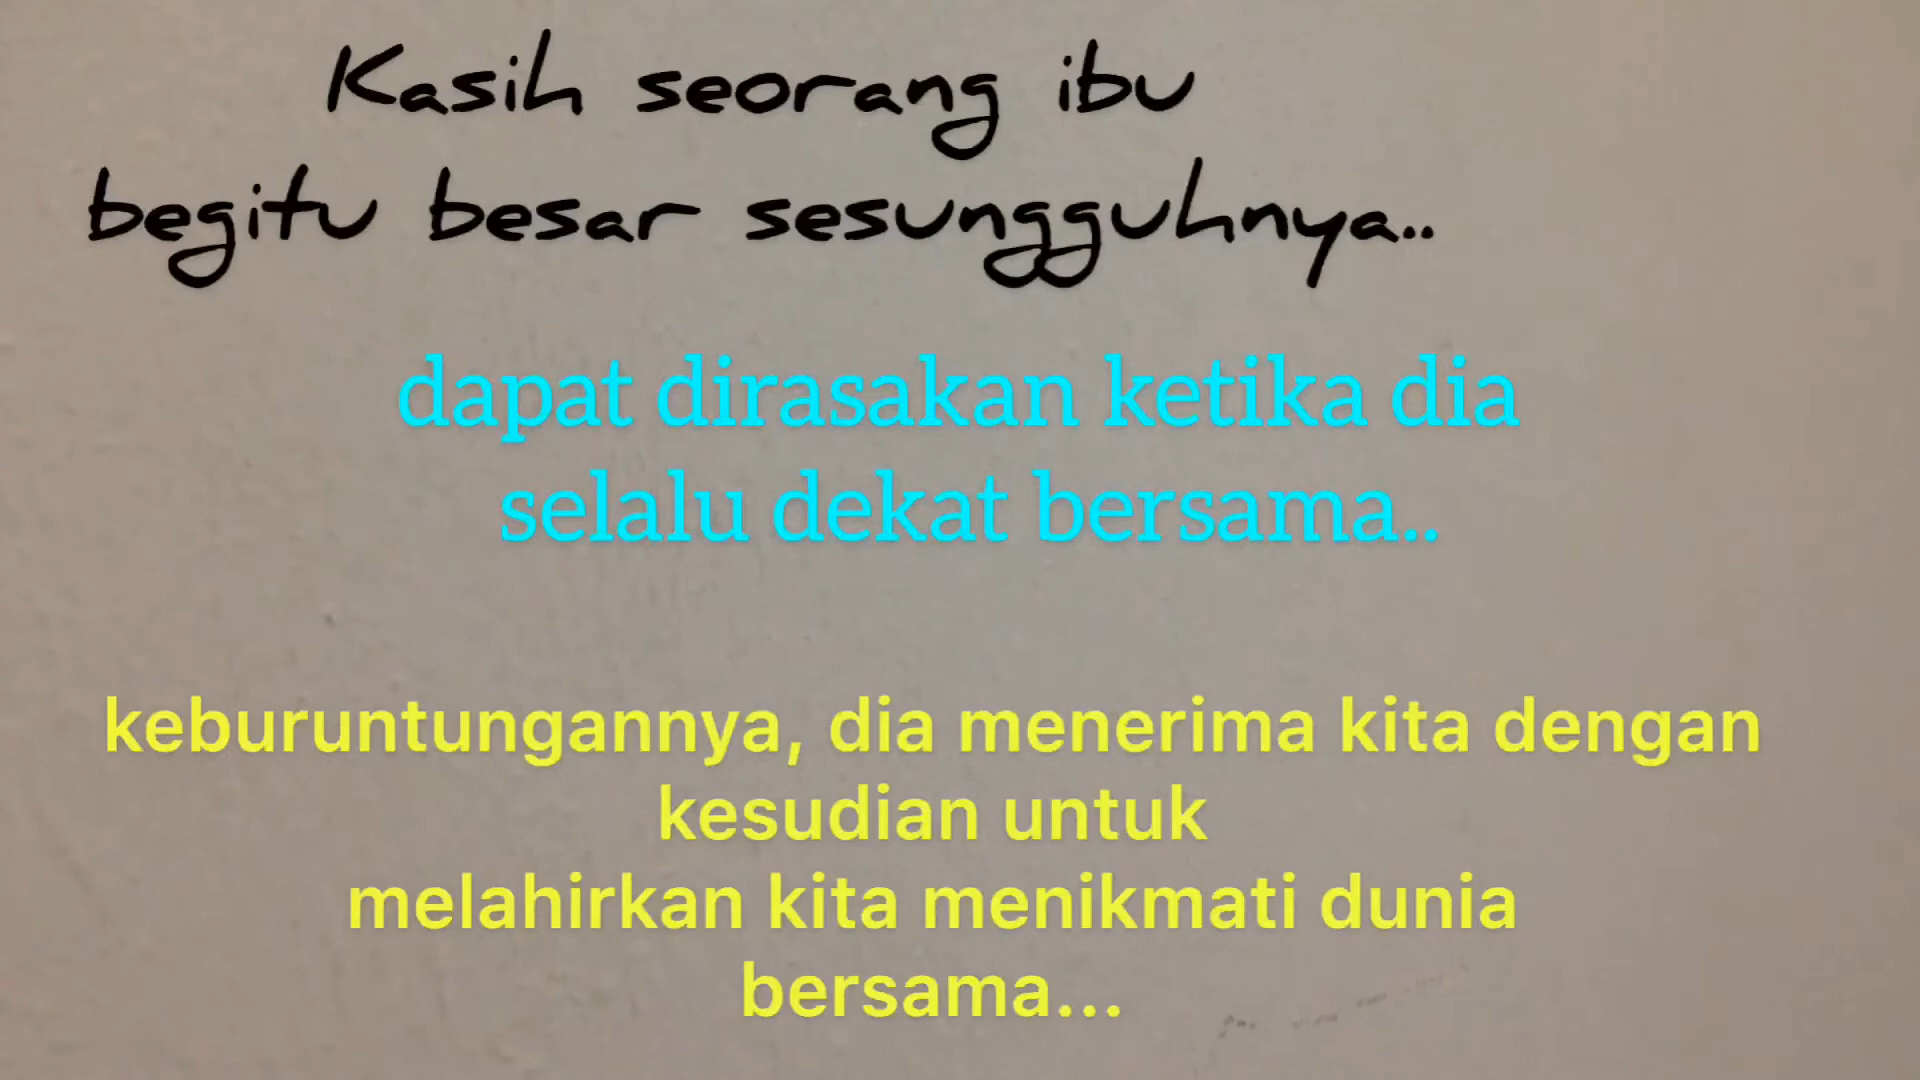 Kasih seorang ibu
begitu besar sesungguhnya..
dapat dirasakan ketika dia
selalu dekat bersama..
keburuntungannya, dia menerima kita dengan
kesudian untuk
melahirkan kita menikmati dunia
bersama...